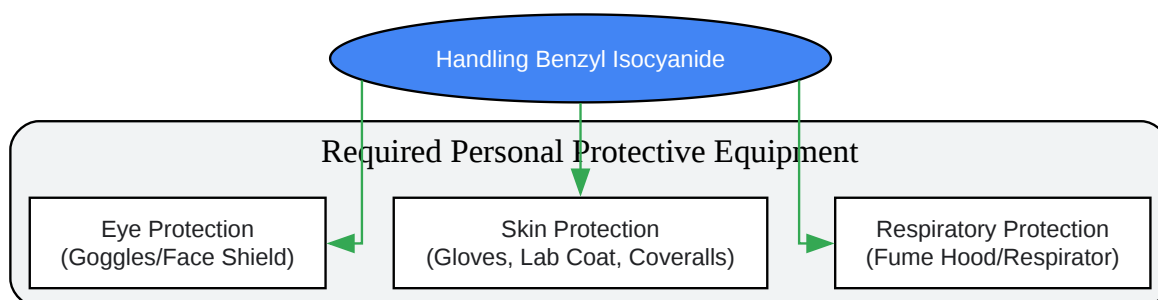 Handling Benzyl Isocyanide
Required Personal Protective Equipment
Eye Protection
(Goggles/Face Shield)
Skin Protection
(Gloves, Lab Coat, Coveralls)
Respiratory Protection
(Fume Hood/Respirator)